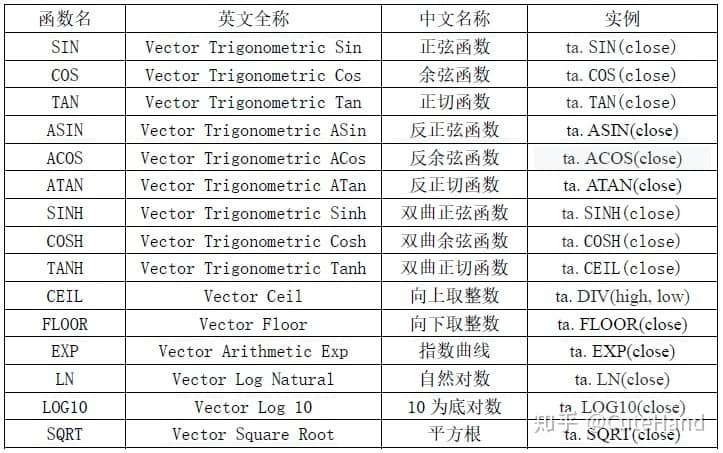 函数名 英文全称 中文名称 实例
SIN Vector Trigonometric Sin 正弦函数 ta. SIN(close)
COS Vector Trigonometric Cos 余弦函数 ta. COS(close)
TAN Vector Trigonometric Tan 正切函数 ta. TAN(close)
ASIN Vector Trigonometric ASin 反正弦函数 ta. ASIN(close)
ACOS Vector Trigonometric ACos 反余弦函数 ta. ACOS(close)
ATAN Vector Trigonometric ATan 反正切函数 ta. ATAN(close)
SINH Vector Trigonometric Sinh 双曲正弦函数 ta. SINH(close)
COSH Vector Trigonometric Cosh 双曲余弦函数 ta. COSH(close)
TANH Vector Trigonometric Tanh 双曲正切函数 ta. CEIL(close)
CEIL Vector Ceil 向上取整数 ta. DIV(high, low)
FLOOR Vector Floor 向下取整数 ta. FLOOR(close)
EXP Vector Arithmetic Exp 指数曲线 ta. EXP(close)
LN Vector Log Natural 自然对数 ta. LN(close)
LOG10 Vector Log 10 10 为底对数 ta. LOG10(close)
SQRT Vector Square Root 平方根 ta. SQRT(close)
知乎 @CuteHand